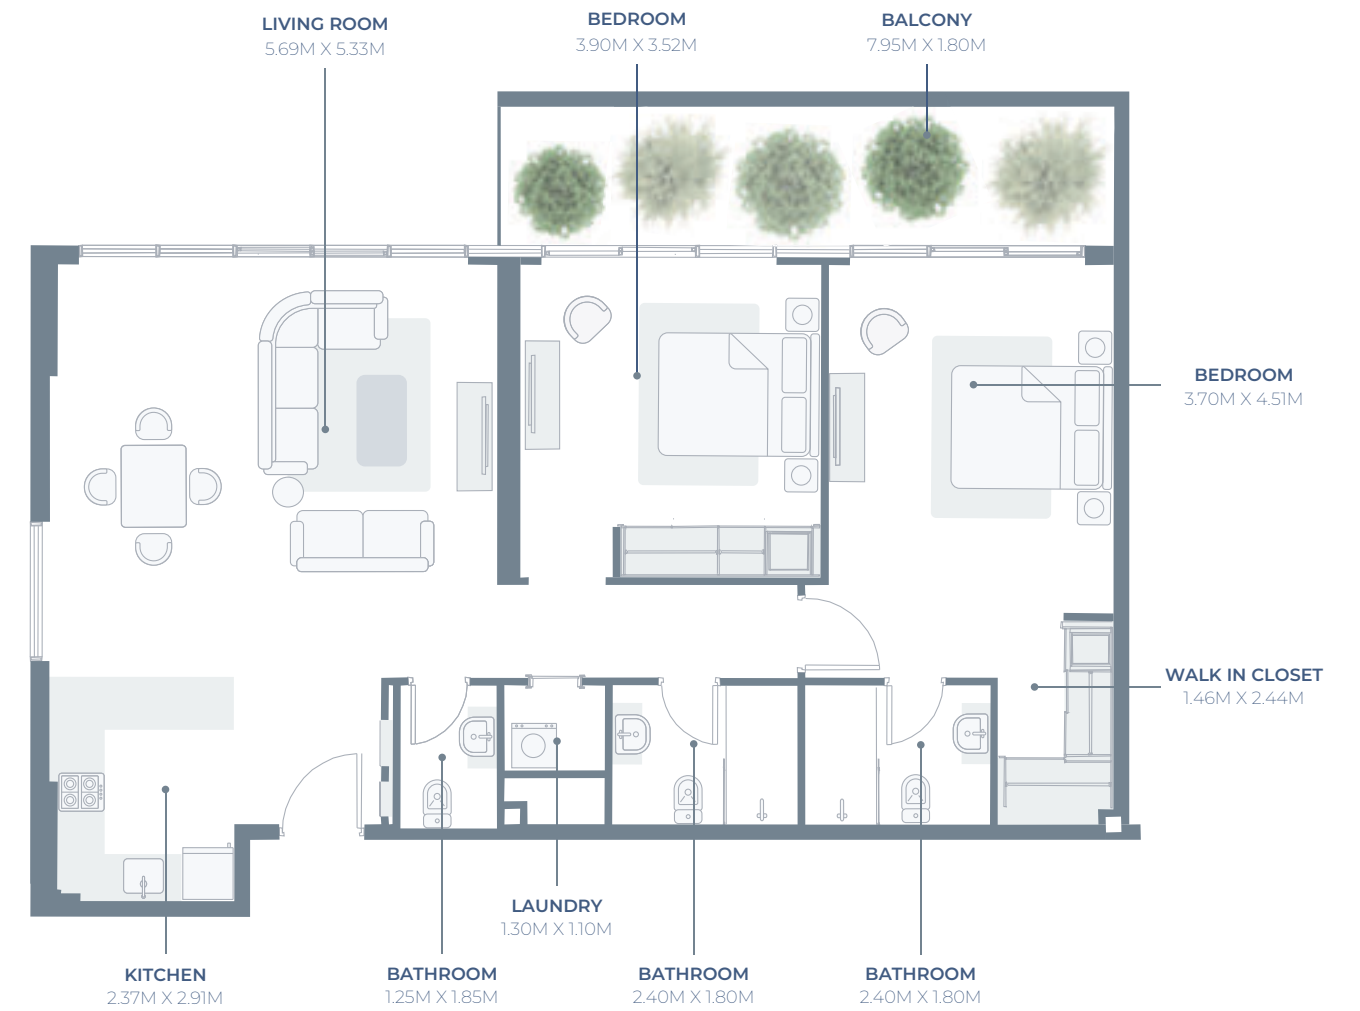 LIVING ROOM
5.69M X 5.33M
BEDROOM
3.90M X 3.52M
BALCONY
7.95M X 1.80M
BEDROOM
3.70M X 4.51M
WALK IN CLOSET
1.46M X 2.44M
LAUNDRY
1.30M X 1.10M
KITCHEN
2.37M X 2.91M
BATHROOM
1.25M X 1.85M
BATHROOM
2.40M X 1.80M
BATHROOM
2.40M X 1.80M